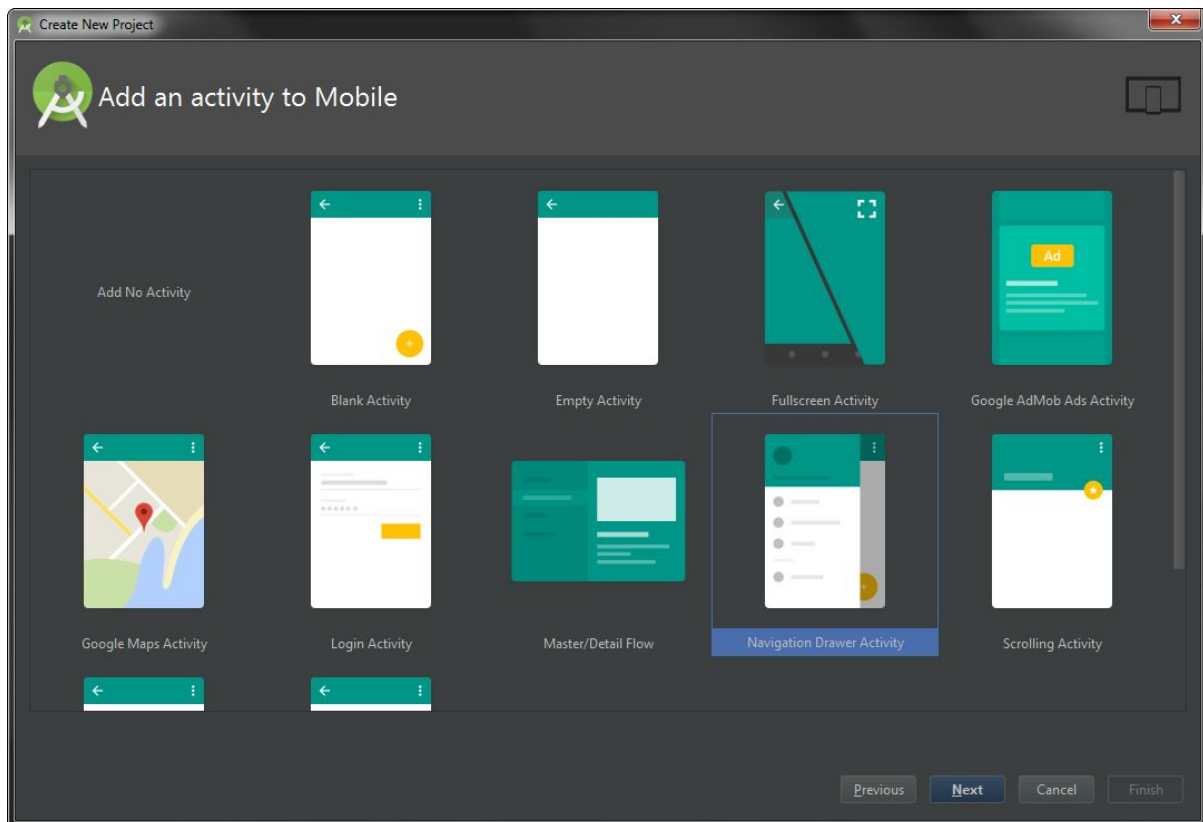 Create New Project
Add an activity to Mobile
Add No Activity
Blank Activity
Empty Activity
Fullscreen Activity
Ad
Google AdMob Ads Activity
Google Maps Activity
Login Activity
Master/Detail Flow
Navigation Drawer Activity
Scrolling Activity
Previous
Next
Cancel
Finish